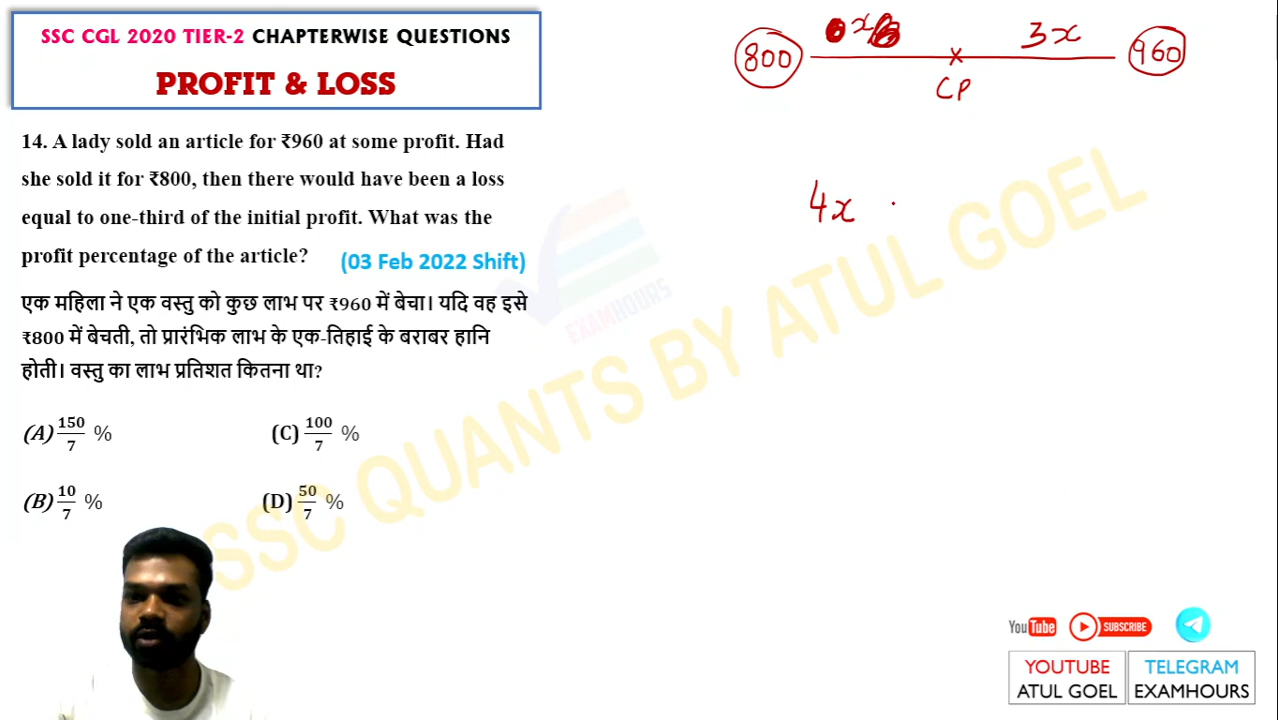 SSC CGL 2020 TIER-2 CHAPTERWISE QUESTIONS
PROFIT & LOSS
14. A lady sold an article for ₹960 at some profit. Had
she sold it for ₹800, then there would have been a loss
equal to one-third of the initial profit. What was the
profit percentage of the article? (03 Feb 2022 Shift)
एक महिला ने एक वस्तु को कुछ लाभ पर ₹960 में बेचा। यदि वह इसे
₹800 में बेचती, तो प्रारंभिक लाभ के एक-तिहाई के बराबर हानि
होती। वस्तु का लाभ प्रतिशत कितना था?
(A) 150/7 % (C) 100/7 %
(B) 10/7 % (D) 50/7 %
800 x 3x 960
CP
4x
SSC QUANTS BY ATUL GOEL
EXAMHOURS
YouTube SUBSCRIBE
YOUTUBE TELEGRAM
ATUL GOEL EXAMHOURS